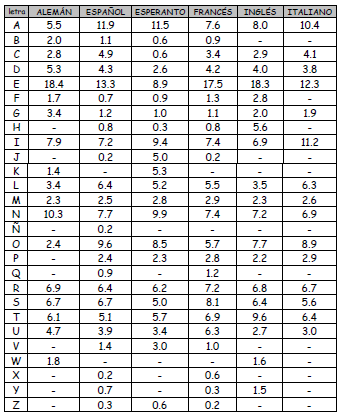 letra ALEMÁN ESPAÑOL ESPERANTO FRANCÉS INGLÉS ITALIANO
A 5.5 11.9 11.5 7.6 8.0 10.4
B 2.0 1.1 0.6 0.9 - -
C 2.8 4.9 0.6 3.4 2.9 4.1
D 5.3 4.3 2.6 4.2 4.0 3.8
E 18.4 13.3 8.9 17.5 18.3 12.3
F 1.7 0.7 0.9 1.3 2.8 -
G 3.4 1.2 1.0 1.1 2.0 1.9
H - 0.8 0.3 0.8 5.6 -
I 7.9 7.2 9.4 7.4 6.9 11.2
J - 0.2 5.0 0.2 - -
K 1.4 - 5.3 - - -
L 3.4 6.4 5.2 5.5 3.5 6.3
M 2.3 2.5 2.8 2.9 2.3 2.6
N 10.3 7.7 9.9 7.4 7.2 6.9
Ñ - 0.2 - - - -
O 2.4 9.6 8.5 5.7 7.7 8.9
P - 2.4 2.3 2.8 2.2 2.9
Q - 0.9 - 1.2 - -
R 6.9 6.4 6.2 7.2 6.8 6.7
S 6.7 6.7 5.0 8.1 6.4 5.6
T 6.1 5.1 5.7 6.9 9.6 6.4
U 4.7 3.9 3.4 6.3 2.7 3.0
V - 1.4 3.0 1.0 - -
W 1.8 - - - 1.6 -
X - 0.2 - 0.6 - -
Y - 0.7 - 0.3 1.5 -
Z - 0.3 0.6 0.2 - -